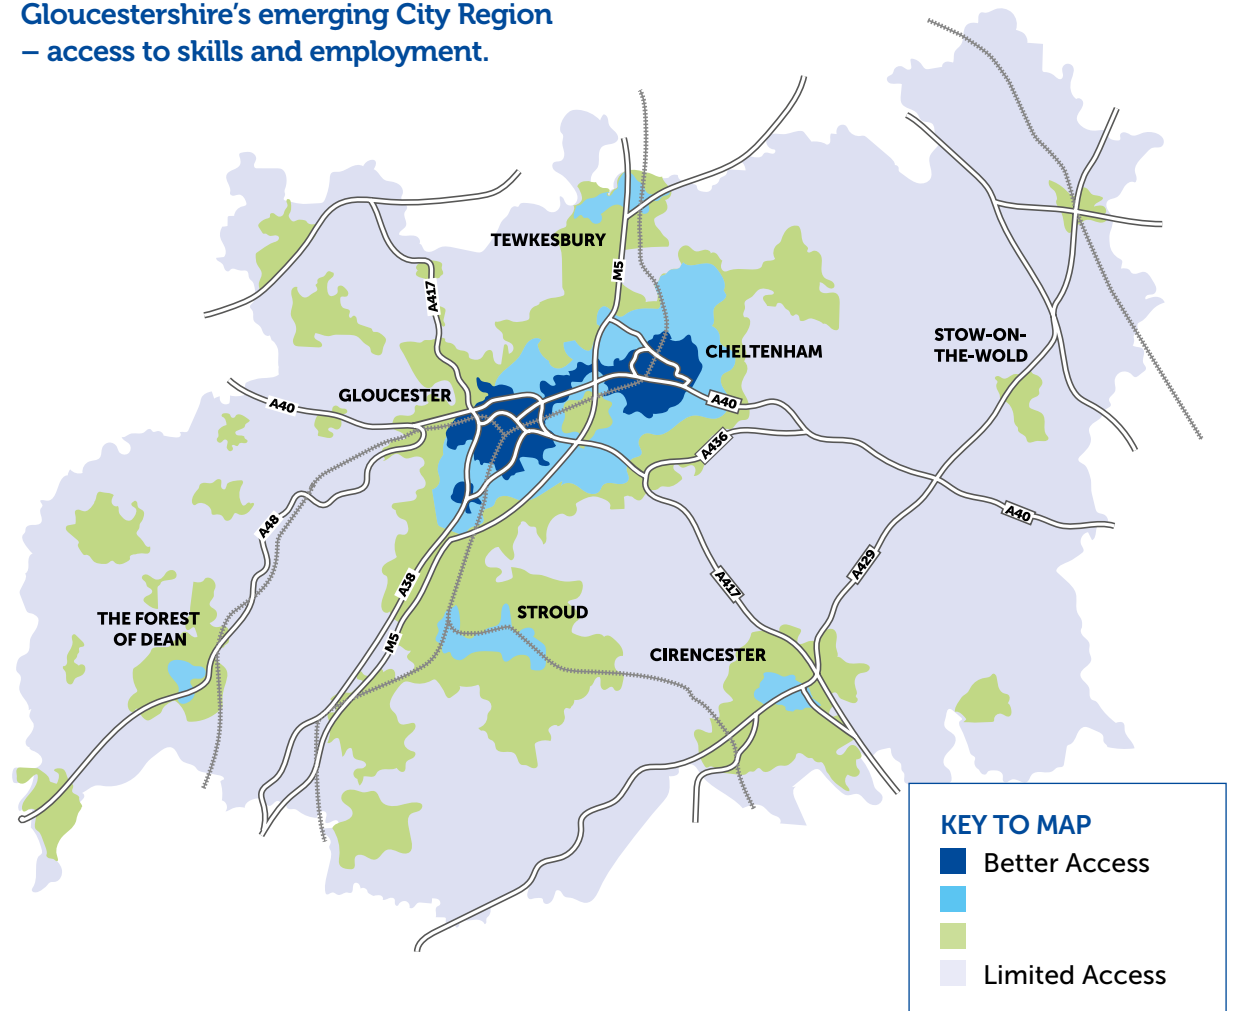 Gloucestershire’s emerging City Region
– access to skills and employment.
TEWKESBURY
M5
A417
STOW-ON-
THE-WOLD
CHELTENHAM
GLOUCESTER
A40
A40
A436
A48
A40
A429
A38
A417
THE FOREST
OF DEAN
STROUD
M5
CIRENCESTER
KEY TO MAP
Better Access
Limited Access